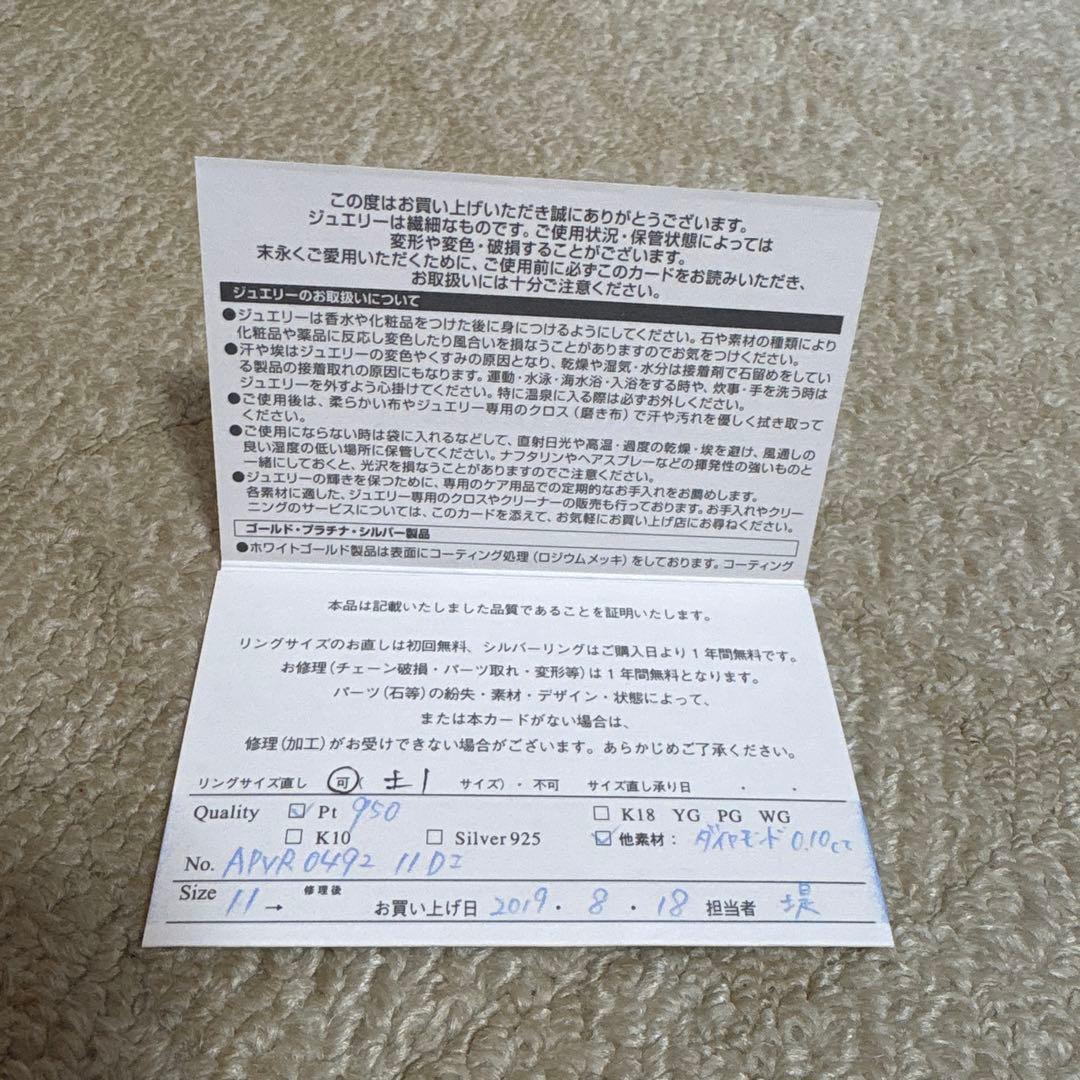 この度はお買い上げいただき誠にありがとうございます。
ジュエリーは繊細なものです。ご使用状況・保管状態によっては
変形や変色・破損することがございます。
末永くご愛用いただくために、ご使用前に必ずこのカードをお読みいただき、
お取扱いには十分ご注意ください。
ジュエリーのお取扱いについて
●ジュエリーは香水や化粧品をつけた後に身につけるようにしてください。石や素材の種類により
化粧品や薬品に反応し変色したり風合いを損なうことがありますのでお気をつけください。
●汗や埃はジュエリーの変色やくすみの原因となり、乾燥や湿気・水分は接着剤で石留めをしてい
る製品の接着取れの原因にもなります。運動・水泳・海水浴・入浴をする時や、炊事・手を洗う時は
ジュエリーを外すよう心掛けてください。特に温泉に入る際は必ずお外しください。
●ご使用後は、柔らかい布やジュエリー専用のクロス（磨き布）で汗や汚れを優しく拭き取って
ください。
●ご使用にならない時は袋に入れるなどして、直射日光や高温・過度の乾燥・埃を避け、風通しの
良い湿度の低い場所に保管してください。ナフタリンやヘアスプレーなどの揮発性の強いものと
一緒にしておくと、光沢を損なうことがありますのでご注意ください。
●ジュエリーの輝きを保つために、専用のケア用品での定期的なお手入れをお薦めします。
各素材に適した、ジュエリー専用のクロスやクリーナーの販売も行っております。お手入れやクリー
ニングのサービスについては、このカードを添えて、お気軽にお買い上げ店にお尋ねください。
ゴールド・プラチナ・シルバー製品
●ホワイトゴールド製品は表面にコーティング処理（ロジウムメッキ）をしております。コーティング
本品は記載いたしました品質であることを証明いたします。
リングサイズのお直しは初回無料、シルバーリングはご購入日より1年間無料です。
お修理（チェーン破損・パーツ取れ・変形等）は1年間無料となります。
パーツ（石等）の紛失・素材・デザイン・状態によって、
または本カードがない場合は、
修理（加工）がお受けできない場合がございます。あらかじめご了承ください。
リングサイズ直し 可（ ±1 サイズ）・不可 サイズ直し承り日 ・ ・
Quality ☑ Pt 950 □ K18 YG PG WG
□ K10 □ Silver925 ☑ 他素材： ダイヤモンド 0.10ct
No. APVR0492 11DI
Size 11 → 修理後 お買い上げ日 2019・8・18 担当者 堤